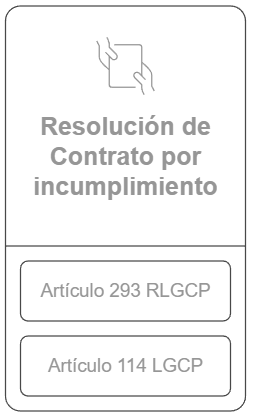 Resolución de
Contrato por
incumplimiento
Artículo 293 RLGCP
Artículo 114 LGCP